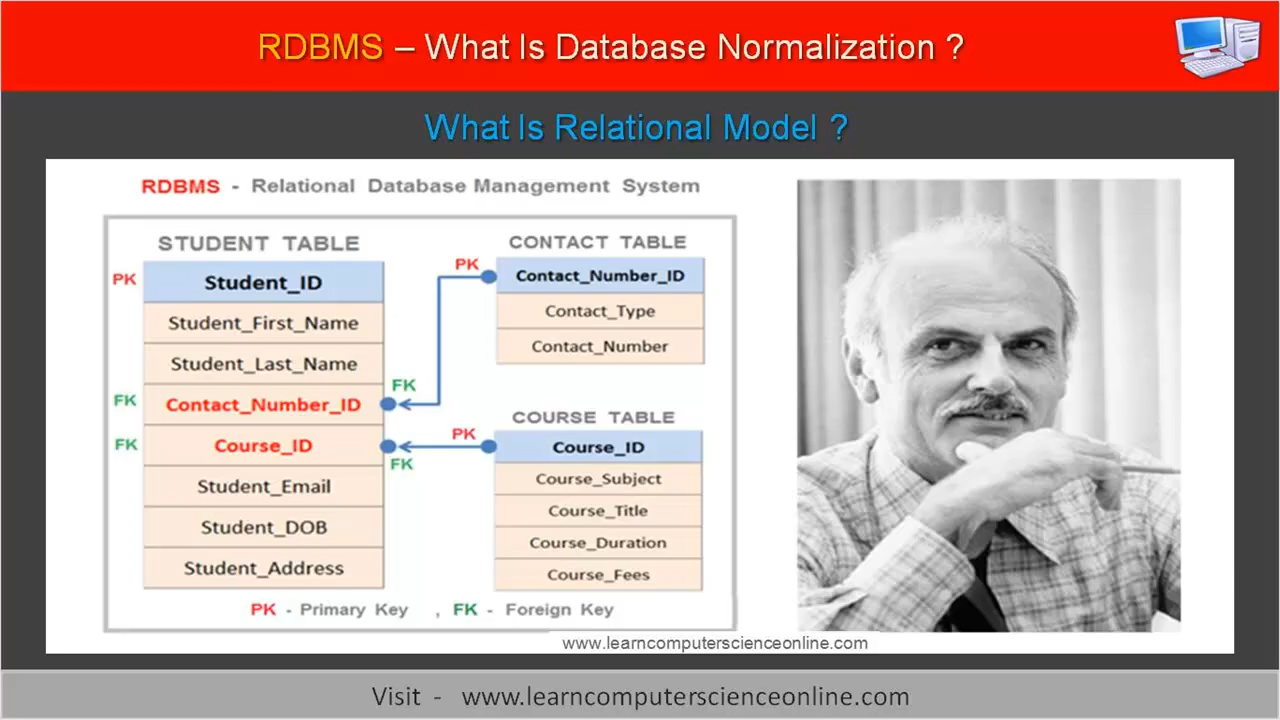 RDBMS – What Is Database Normalization ?
What Is Relational Model ?
RDBMS - Relational Database Management System
STUDENT TABLE
PK Student_ID
Student_First_Name
Student_Last_Name
FK Contact_Number_ID FK
FK Course_ID FK
Student_Email
Student_DOB
Student_Address
CONTACT TABLE
PK Contact_Number_ID
Contact_Type
Contact_Number
COURSE TABLE
PK Course_ID
Course_Subject
Course_Title
Course_Duration
Course_Fees
PK - Primary Key , FK - Foreign Key
www.learncomputerscienceonline.com
Visit - www.learncomputerscienceonline.com